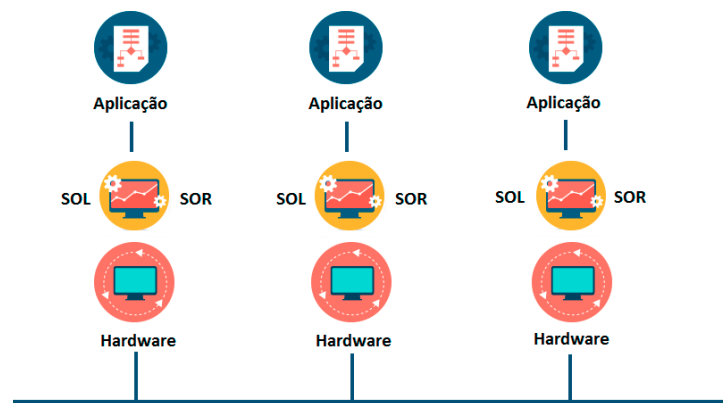 Aplicação Aplicação Aplicação
SOL SOR SOL SOR SOL SOR
Hardware Hardware Hardware